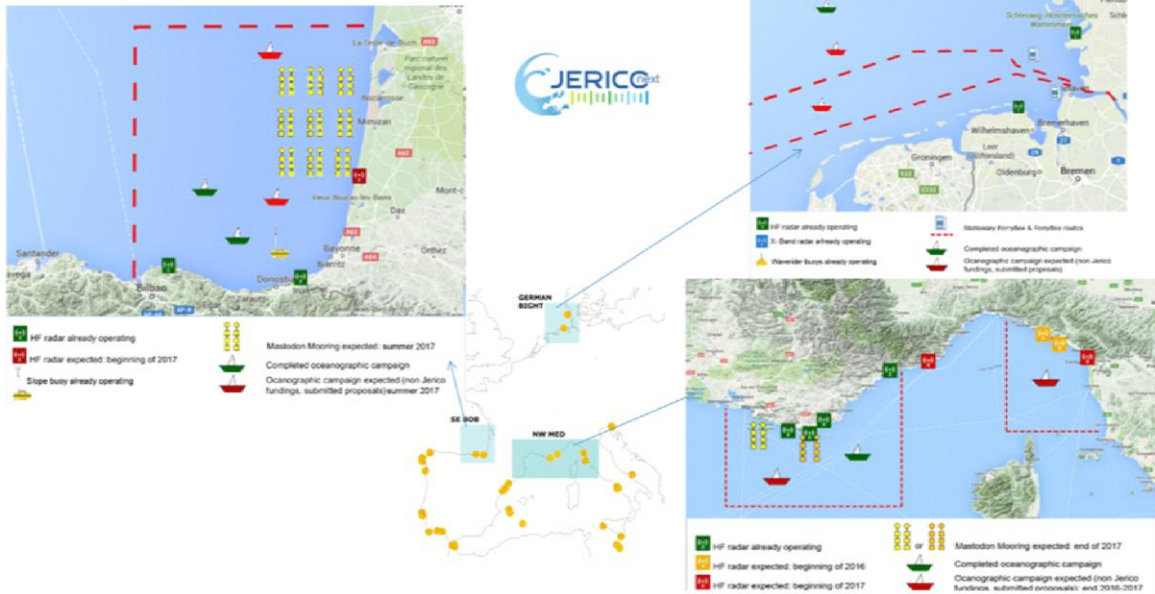 La Teste-de-Buch
Parc naturel
régional des
Landes de
Gascogne
Biscarrosse
Mimizan
Vieux-Boucau-les-Bains
Mont-d
Dax
Bayonne
Biarritz
Orthez
Santander
Bilbao
HF radar already operating
HF radar expected: beginning of 2017
Slope buoy already operating
Mastodon Mooring expected: summer 2017
Completed oceanographic campaign
Ocanographic campaign expected (non Jerico
fundings, submitted proposals)summer 2017
JERICO next
Schleswig-Holsteinisches
Wattenmeer
Wilhelmshaven
Bremerhaven
Groningen
Leer
(Ostfriesland)
Oldenburg
Bremen
HF radar already operating
X- Band radar already operating
Waverider buoys already operating
Stationary FerryBox & FerryBox routes
Completed oceanographic campaign
Ocanographic campaign expected (non Jerico
fundings, submitted proposals)
GERMAN
BIGHT
SE BOB
NW MED
HF radar already operating
HF radar expected: beginning of 2016
HF radar expected: beginning of 2017
or
Mastodon Mooring expected: end of 2017
Completed oceanographic campaign
Ocanographic campaign expected (non Jerico
fundings, submitted proposals): end 2016-2017